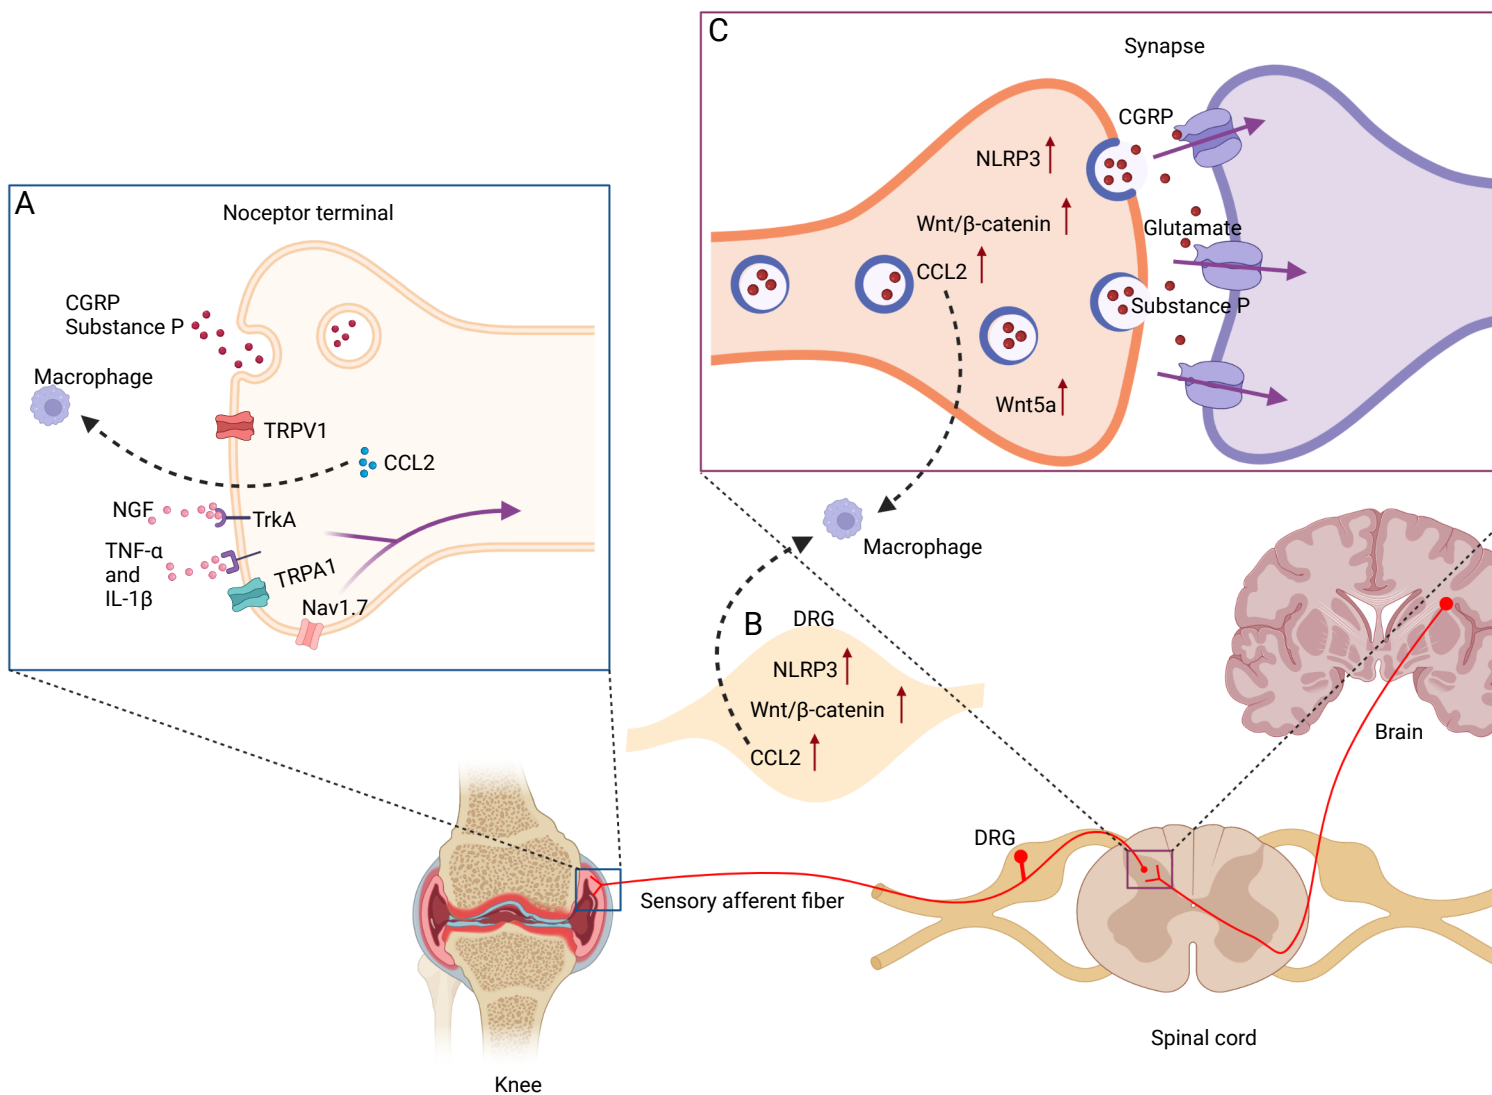 A
Noceptor terminal
CGRP
Substance P
Macrophage
TRPV1
CCL2
NGF
TrkA
TNF-α
and
IL-1β
TRPA1
Nav1.7
C
Synapse
CGRP
NLRP3
Wnt/β-catenin
Glutamate
CCL2
Substance P
Wnt5a
Macrophage
B
DRG
NLRP3
Wnt/β-catenin
CCL2
Brain
DRG
Sensory afferent fiber
Spinal cord
Knee